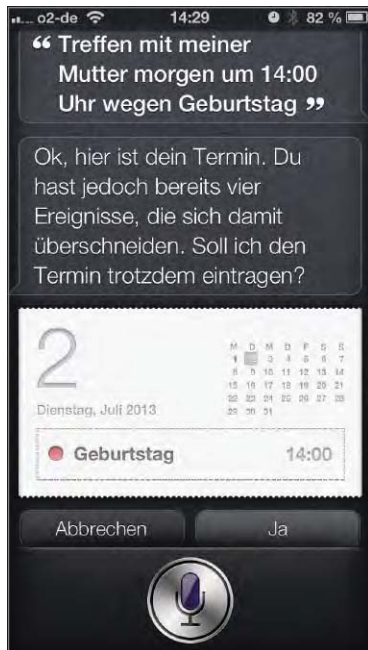 o2-de 14:29 82 %
“ Treffen mit meiner
Mutter morgen um 14:00
Uhr wegen Geburtstag ”
Ok, hier ist dein Termin. Du
hast jedoch bereits vier
Ereignisse, die sich damit
überschneiden. Soll ich den
Termin trotzdem eintragen?
2
Dienstag, Juli 2013
M D M D F S S
1 3 4 5 6 7
8 9 10 11 12 13 14
15 16 17 18 19 20 21
22 23 24 25 26 27 28
29 30 31
Geburtstag 14:00
Abbrechen Ja